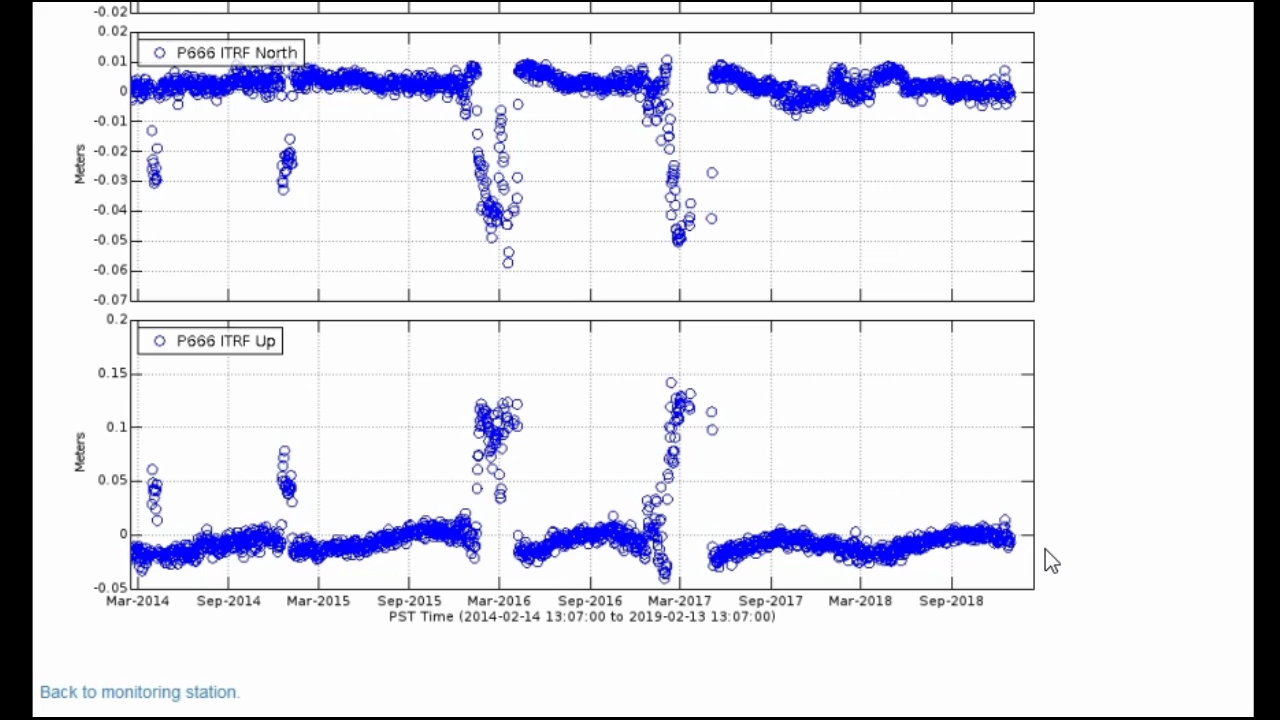 -0.02
0.02
P666 ITRF North
0.01
0
-0.01
-0.02
-0.03
-0.04
-0.05
-0.06
-0.07
Meters
0.2
P666 ITRF Up
0.15
0.1
0.05
0
-0.05
Meters
Mar-2014 Sep-2014 Mar-2015 Sep-2015 Mar-2016 Sep-2016 Mar-2017 Sep-2017 Mar-2018 Sep-2018
PST Time (2014-02-14 13:07:00 to 2019-02-13 13:07:00)
Back to monitoring station.